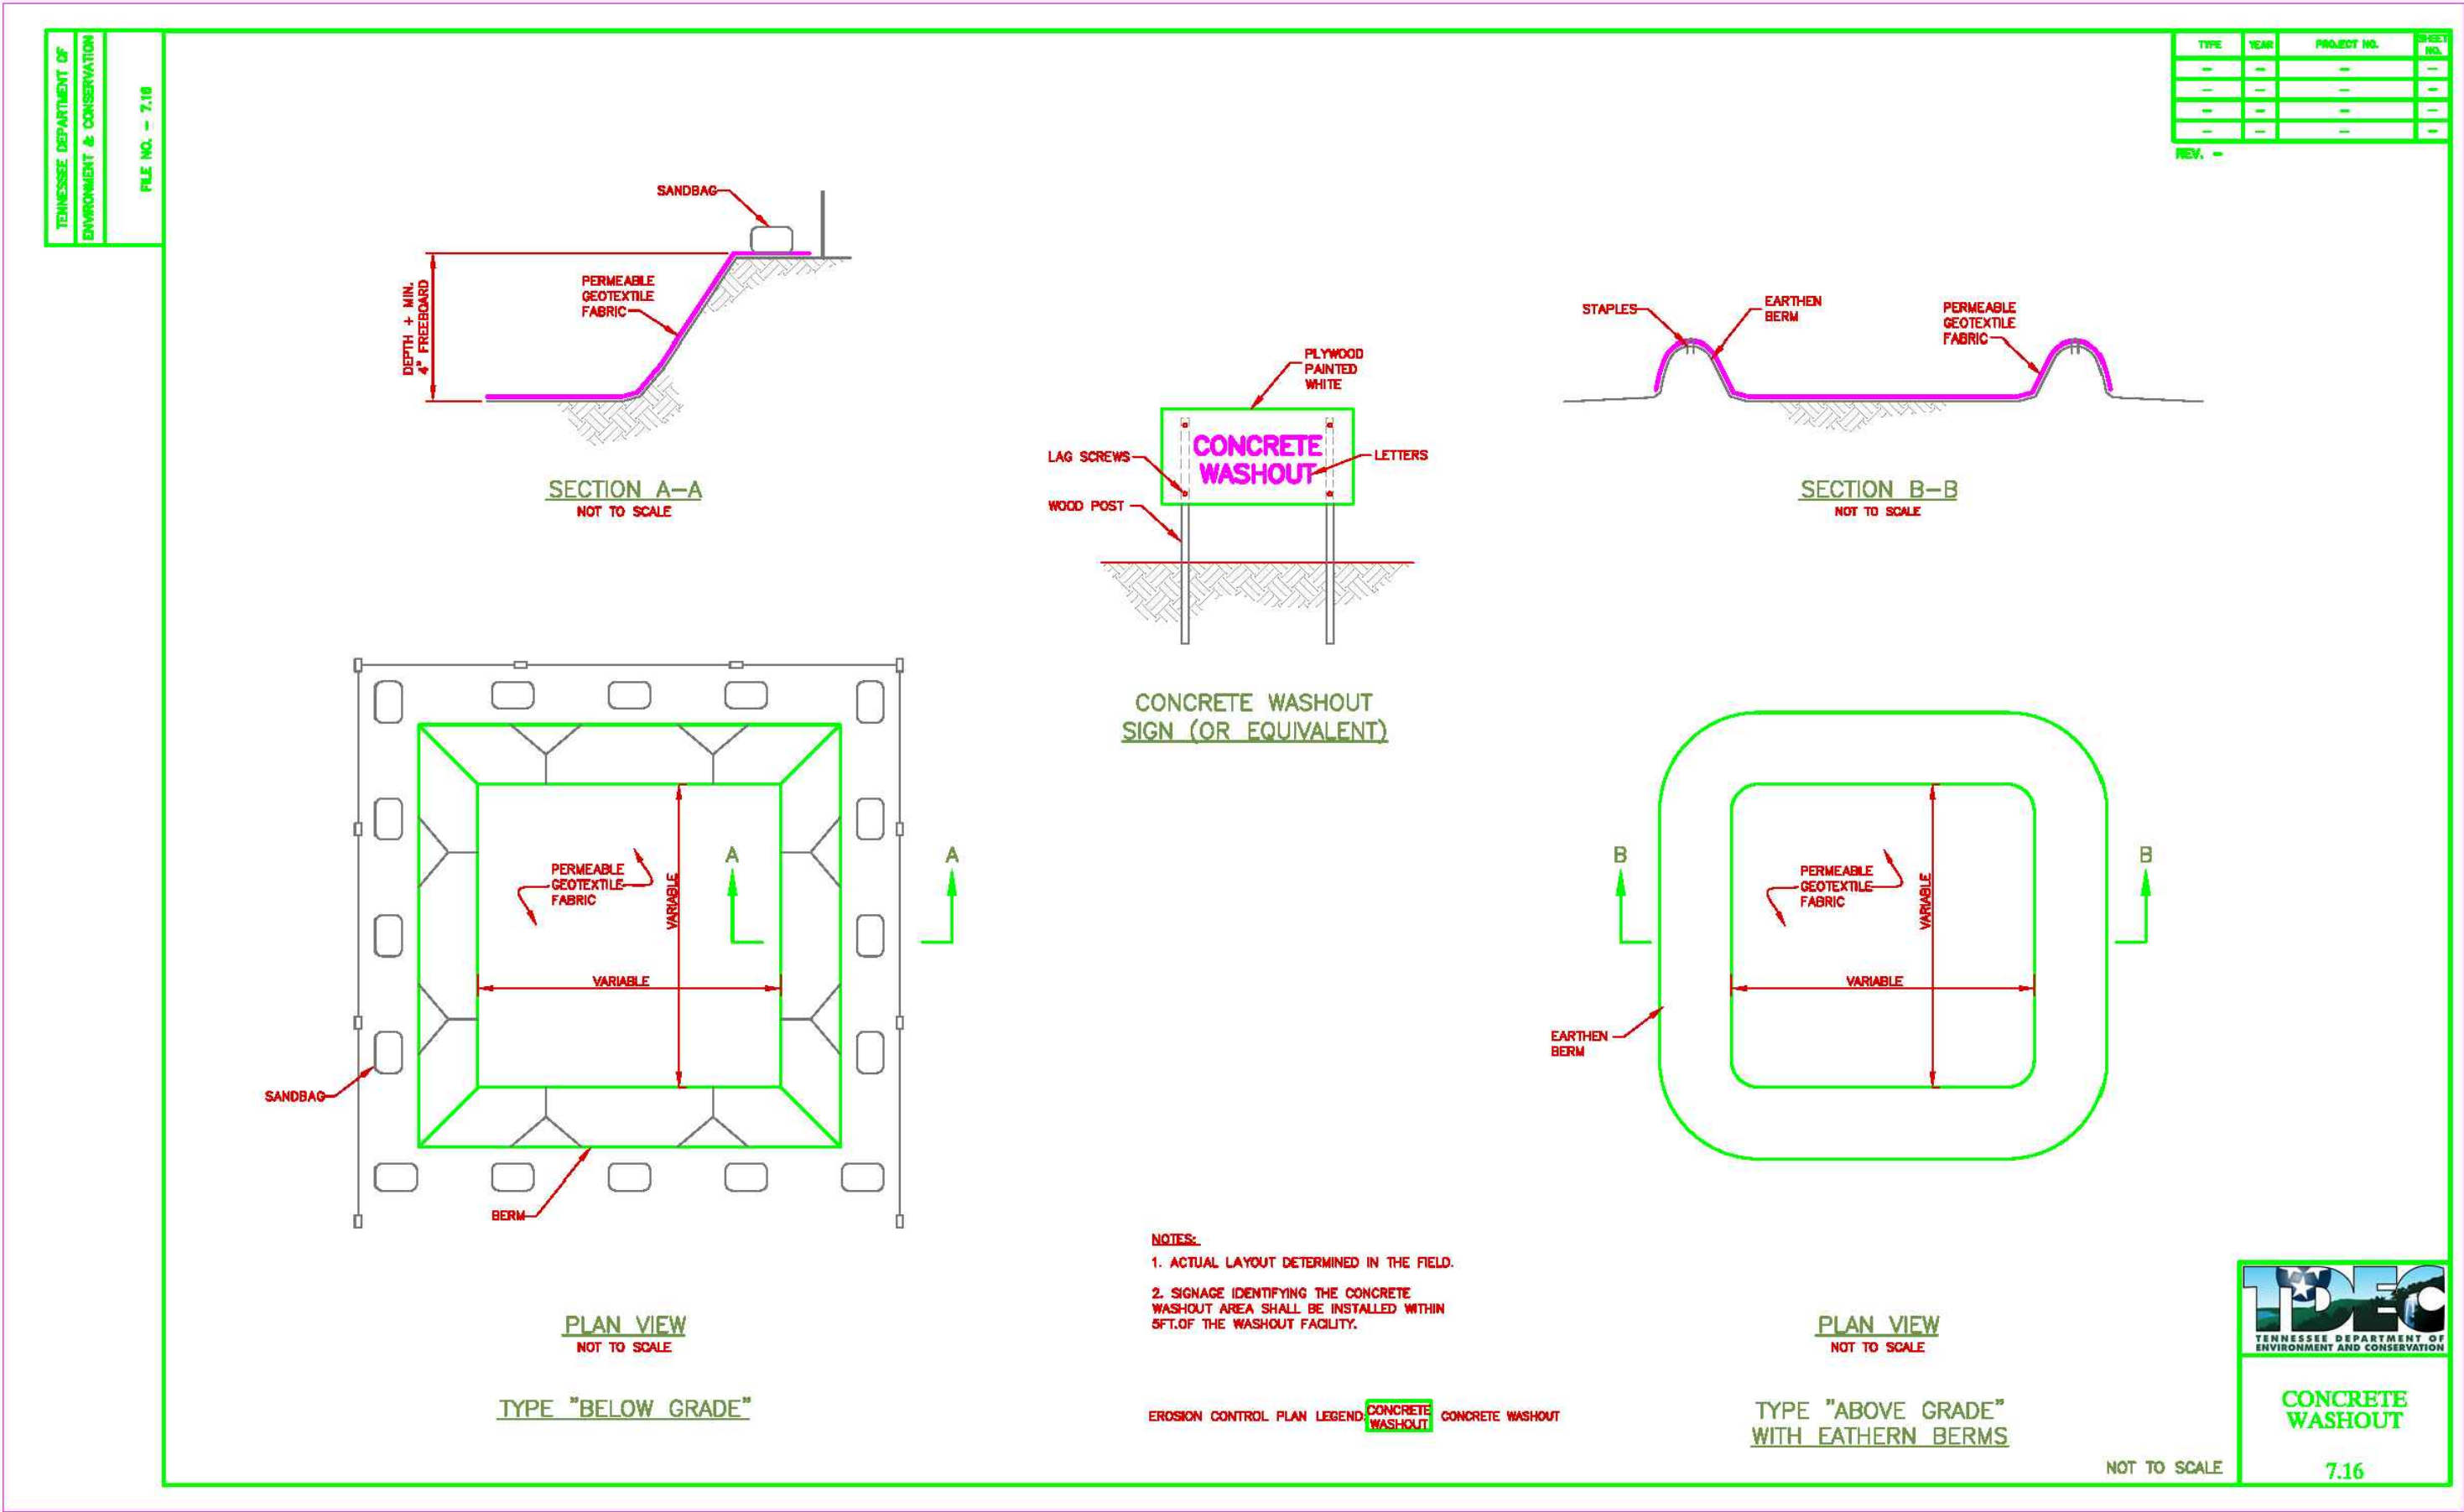 TENNESSEE DEPARTMENT OF
ENVIRONMENT & CONSERVATION
FILE NO. - 7.16
TYPE YEAR PROJECT NO. SHEET NO.
- - - -
- - - -
- - - -
- - - -
REV. -
SANDBAG
PERMEABLE
GEOTEXTILE
FABRIC
DEPTH + MIN.
4" FREEBOARD
SECTION A-A
NOT TO SCALE
PLYWOOD
PAINTED
WHITE
CONCRETE
WASHOUT
LAG SCREWS
LETTERS
WOOD POST
CONCRETE WASHOUT
SIGN (OR EQUIVALENT)
STAPLES
EARTHEN
BERM
PERMEABLE
GEOTEXTILE
FABRIC
SECTION B-B
NOT TO SCALE
A
A
PERMEABLE
GEOTEXTILE
FABRIC
VARIABLE
VARIABLE
SANDBAG
BERM
PLAN VIEW
NOT TO SCALE
TYPE "BELOW GRADE"
B
B
PERMEABLE
GEOTEXTILE
FABRIC
VARIABLE
VARIABLE
EARTHEN
BERM
NOTES:
1. ACTUAL LAYOUT DETERMINED IN THE FIELD.
2. SIGNAGE IDENTIFYING THE CONCRETE
WASHOUT AREA SHALL BE INSTALLED WITHIN
5FT.OF THE WASHOUT FACILITY.
EROSION CONTROL PLAN LEGEND: CONCRETE WASHOUT CONCRETE WASHOUT
PLAN VIEW
NOT TO SCALE
TYPE "ABOVE GRADE"
WITH EATHERN BERMS
NOT TO SCALE
TDEC
TENNESSEE DEPARTMENT OF
ENVIRONMENT AND CONSERVATION
CONCRETE
WASHOUT
7.16